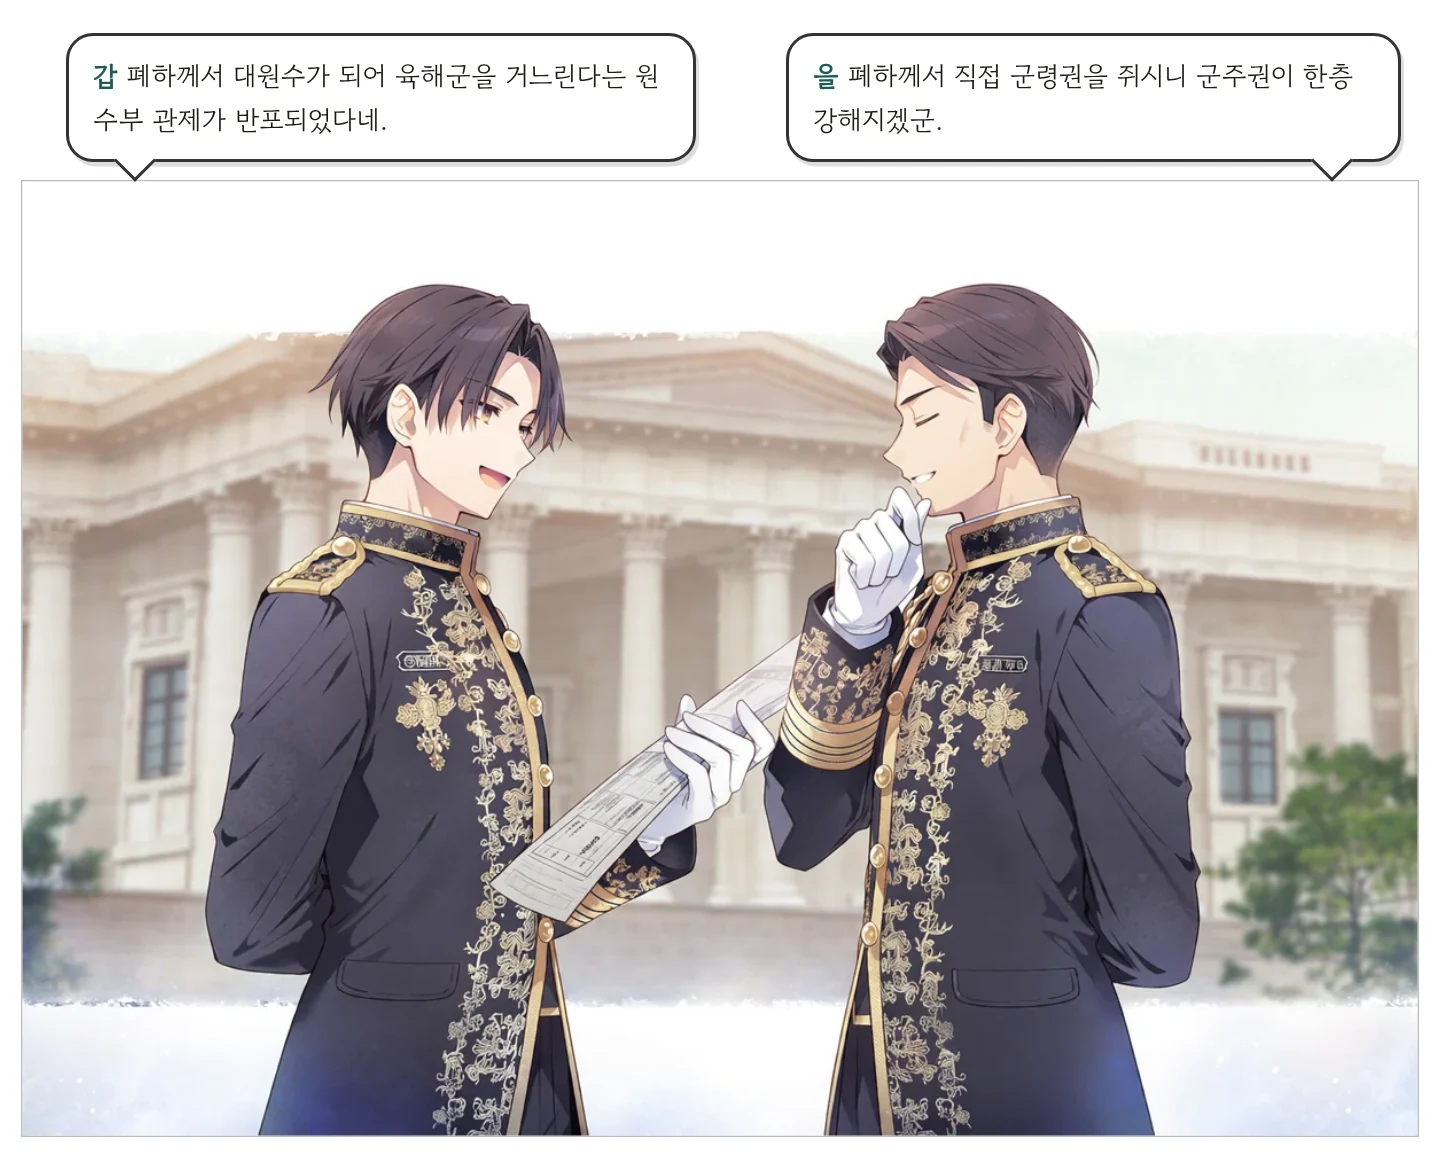 갑 폐하께서 대원수가 되어 육해군을 거느린다는 원
수부 관제가 반포되었다네.
을 폐하께서 직접 군령권을 쥐시니 군주권이 한층
강해지겠군.